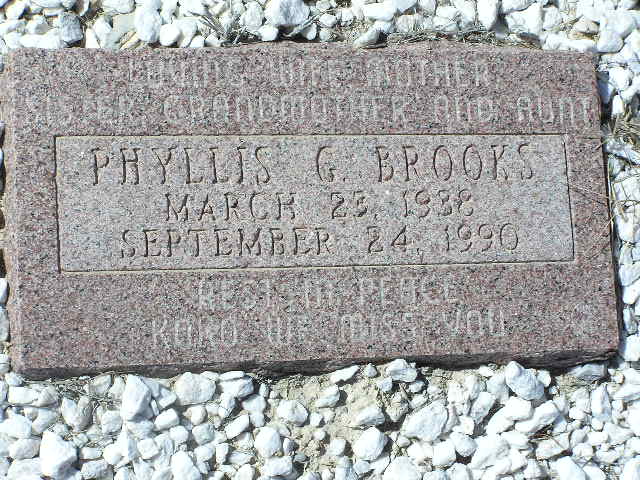 LOVING WIFE MOTHER
SISTER GRANDMOTHER AND AUNT
PHYLLIS G. BROOKS
MARCH 23, 1938
SEPTEMBER 24, 1990
REST IN PEACE
KARO WE MISS YOU